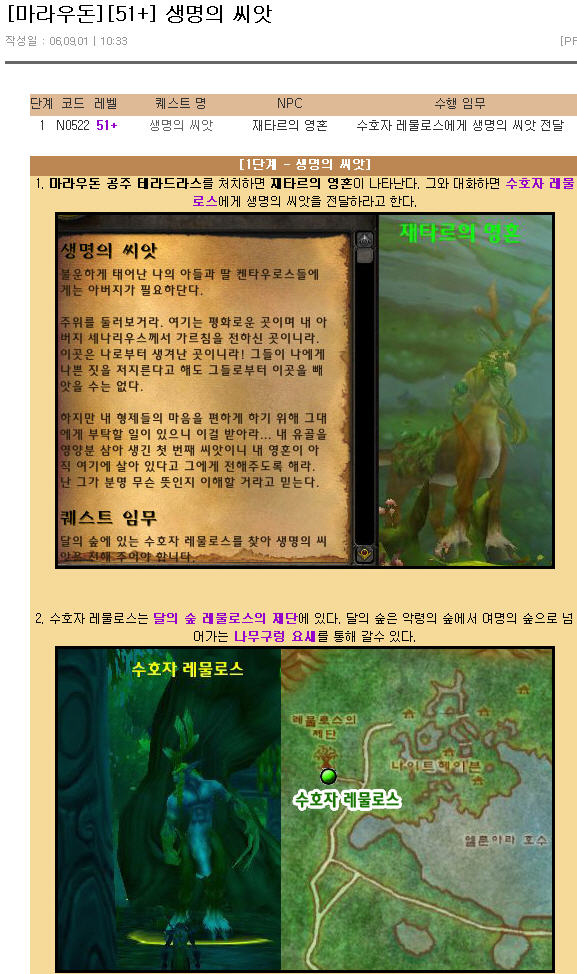 [마라우돈][51+] 생명의 씨앗
작성일 : 06.09.01 | 10:33
[PF
단계 코드 레벨 퀘스트 명 NPC 수행 임무
1 N0522 51+ 생명의 씨앗 재타르의 영혼 수호자 레물로스에게 생명의 씨앗 전달
[1단계 - 생명의 씨앗]
1. 마라우돈 공주 테라드라스를 처치하면 재타르의 영혼이 나타난다. 그와 대화하면 수호자 레물
로스에게 생명의 씨앗을 전달하라고 한다.
생명의 씨앗
불운하게 태어난 나의 아들과 딸 켄타우로스들에
게는 아버지가 필요하단다.
주위를 둘러보거라. 여기는 평화로운 곳이며 내 아
버지 세나리우스께서 가르침을 전하신 곳이니라.
이곳은 나로부터 생겨난 곳이니라! 그들이 나에게
나쁜 짓을 저지른다고 해도 그들로부터 이곳을 빼
앗을 수는 없다.
하지만 내 형제들의 마음을 편하게 하기 위해 그대
에게 부탁할 일이 있으니 이걸 받아라... 내 유골을
영양분 삼아 생긴 첫 번째 씨앗이니 내 영혼이 아
직 여기에 살아 있다고 그에게 전해주도록 해라.
난 그가 분명 무슨 뜻인지 이해할 거라고 믿는다.
퀘스트 임무
달의 숲에 있는 수호자 레물로스를 찾아 생명의 씨
앗을 전해 주어야 합니다.
재타르의 영혼
2. 수호자 레물로스는 달의 숲 레물로스의 제단에 있다. 달의 숲은 악령의 숲에서 여명의 숲으로 넘
어가는 나무구렁 요새를 통해 갈수 있다.
수호자 레물로스
레물로스의
제단
나이트헤이븐
수호자 레물로스
엘룬아라 호수